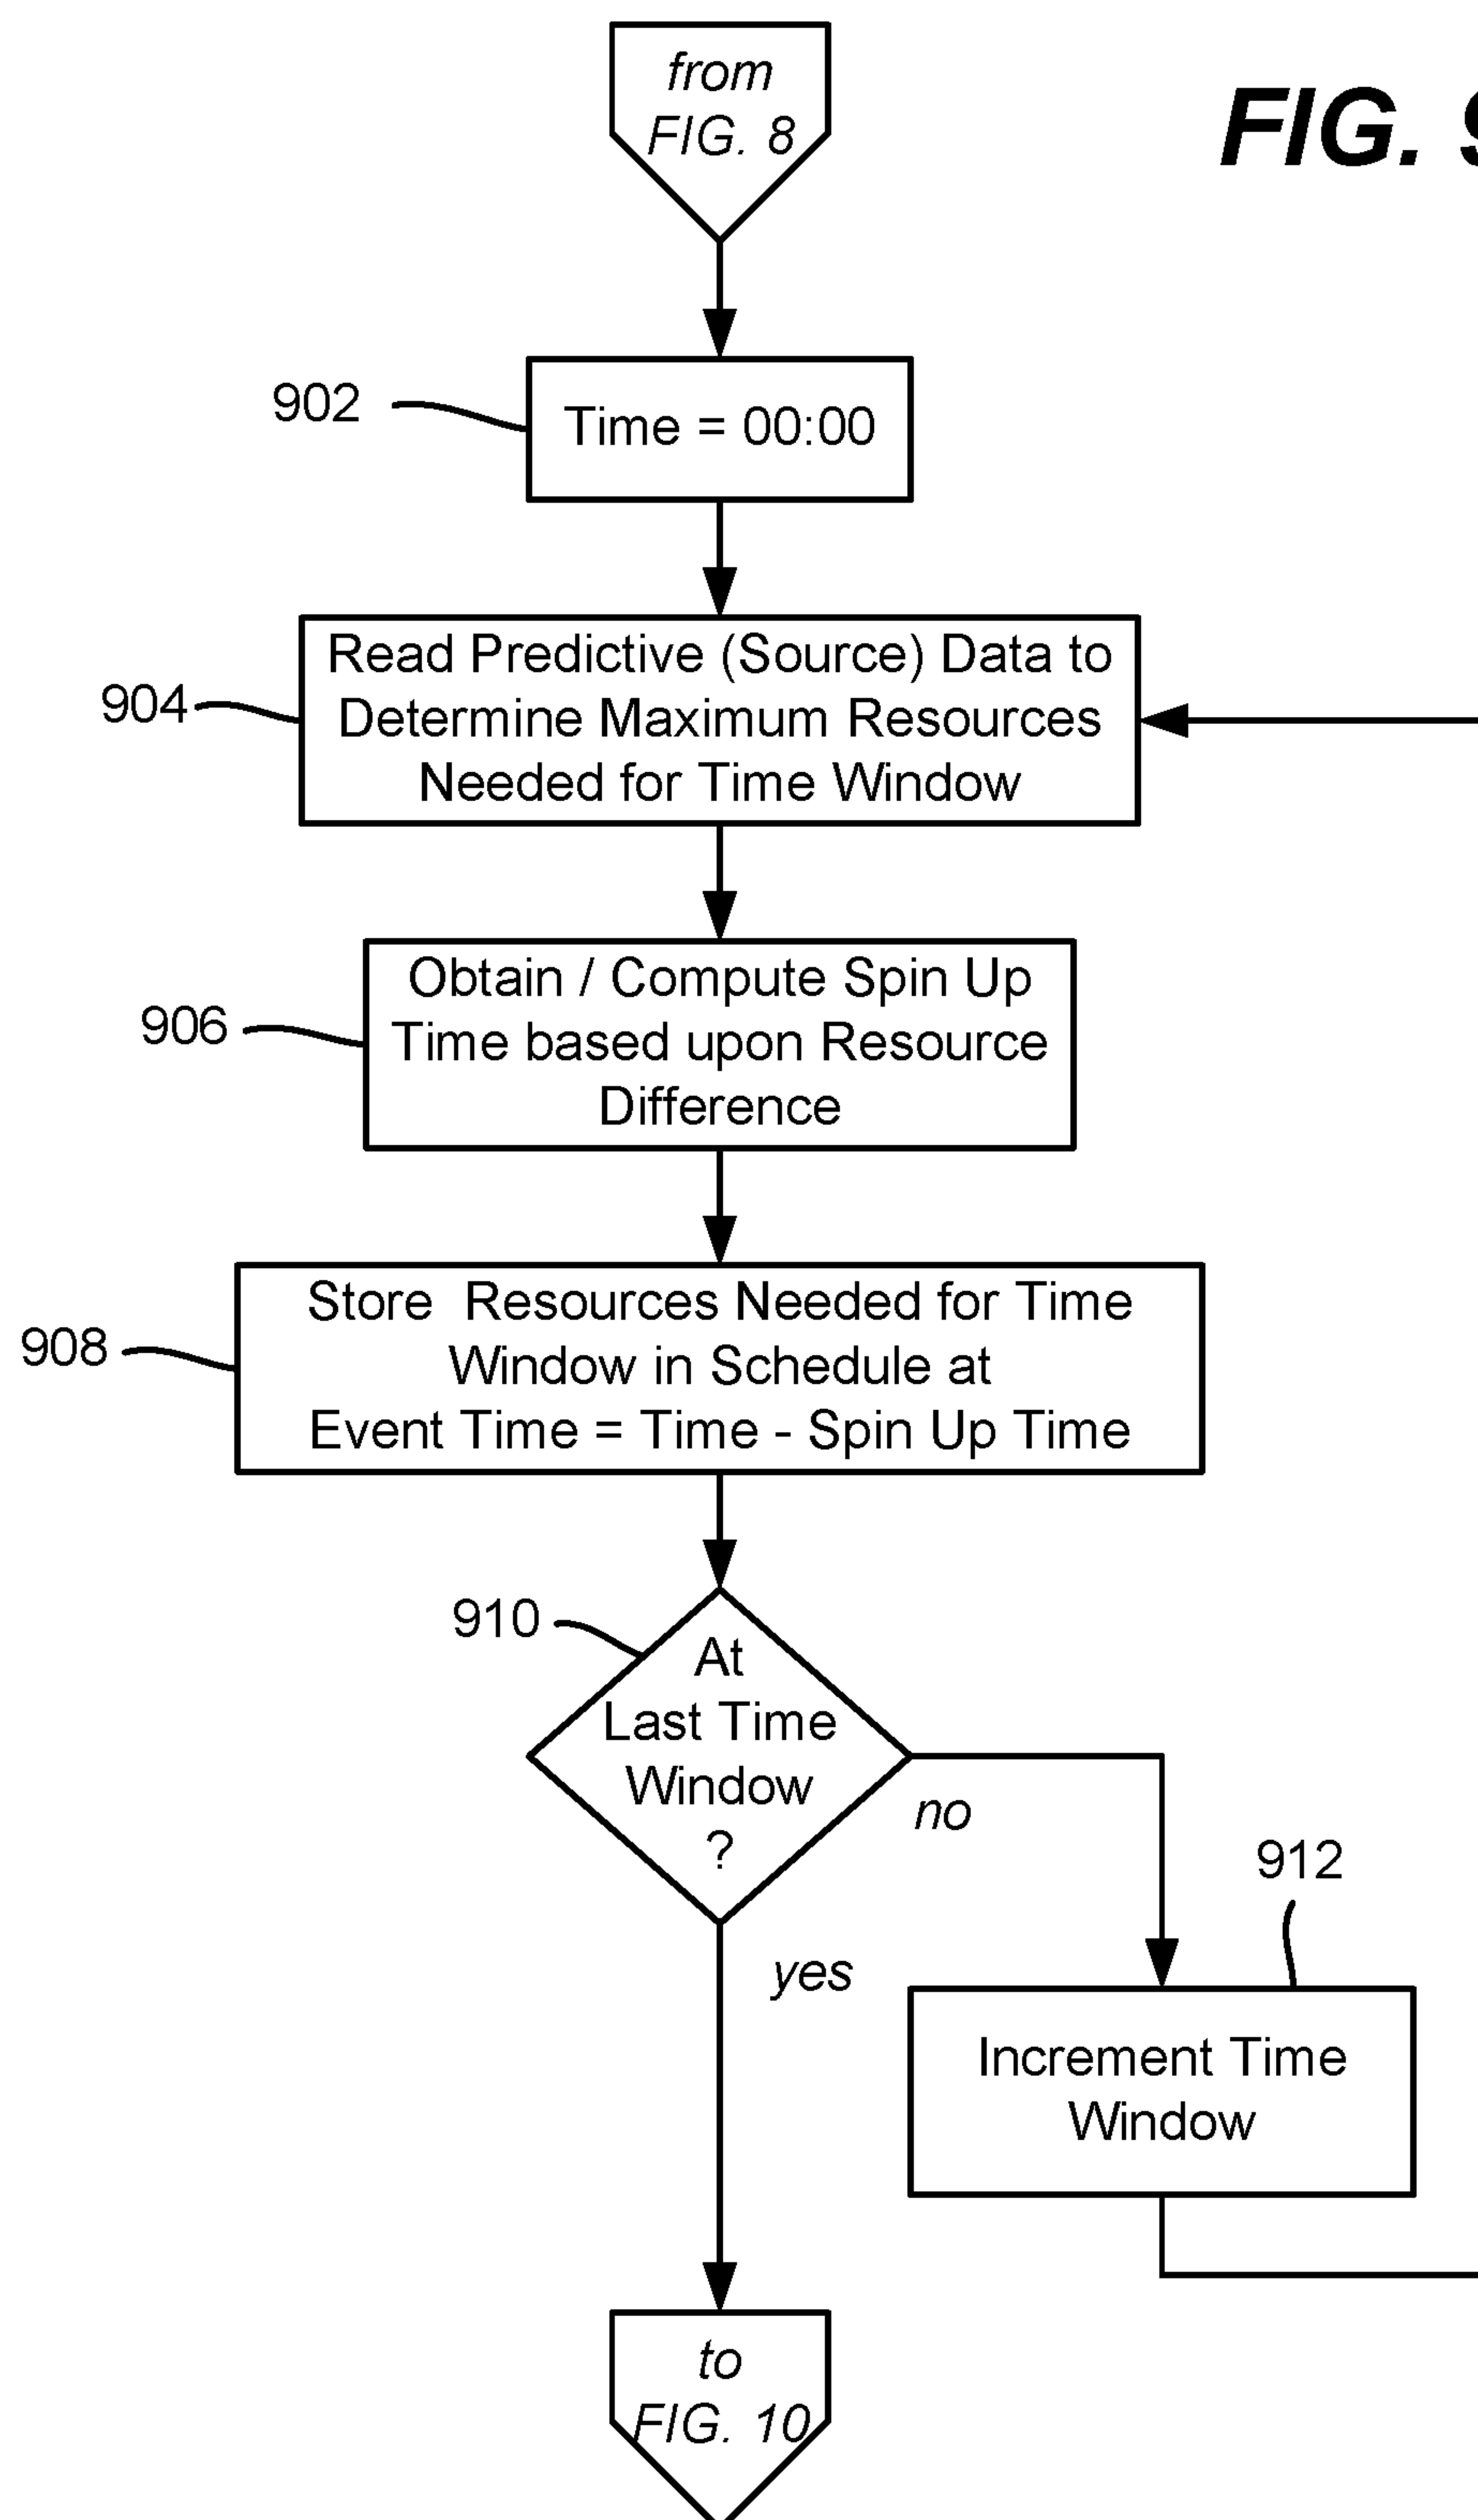 from
FIG. 8
FIG. 9
902
Time = 00:00
904
Read Predictive (Source) Data to
Determine Maximum Resources
Needed for Time Window
906
Obtain / Compute Spin Up
Time based upon Resource
Difference
908
Store Resources Needed for Time
Window in Schedule at
Event Time = Time - Spin Up Time
910
At
Last Time
Window
?
no
912
yes
Increment Time
Window
to
FIG. 10